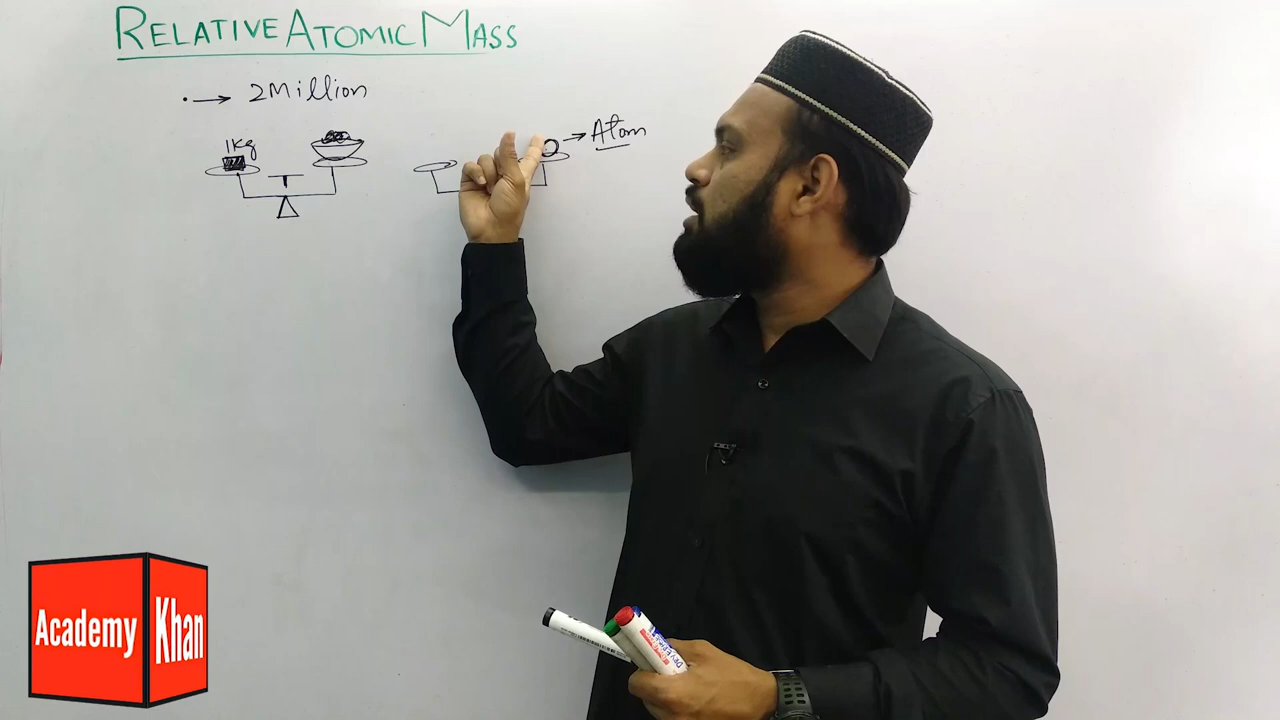 RELATIVE ATOMIC MASS
. → 2 Million
1Kg
→ Atom
Academy Khan